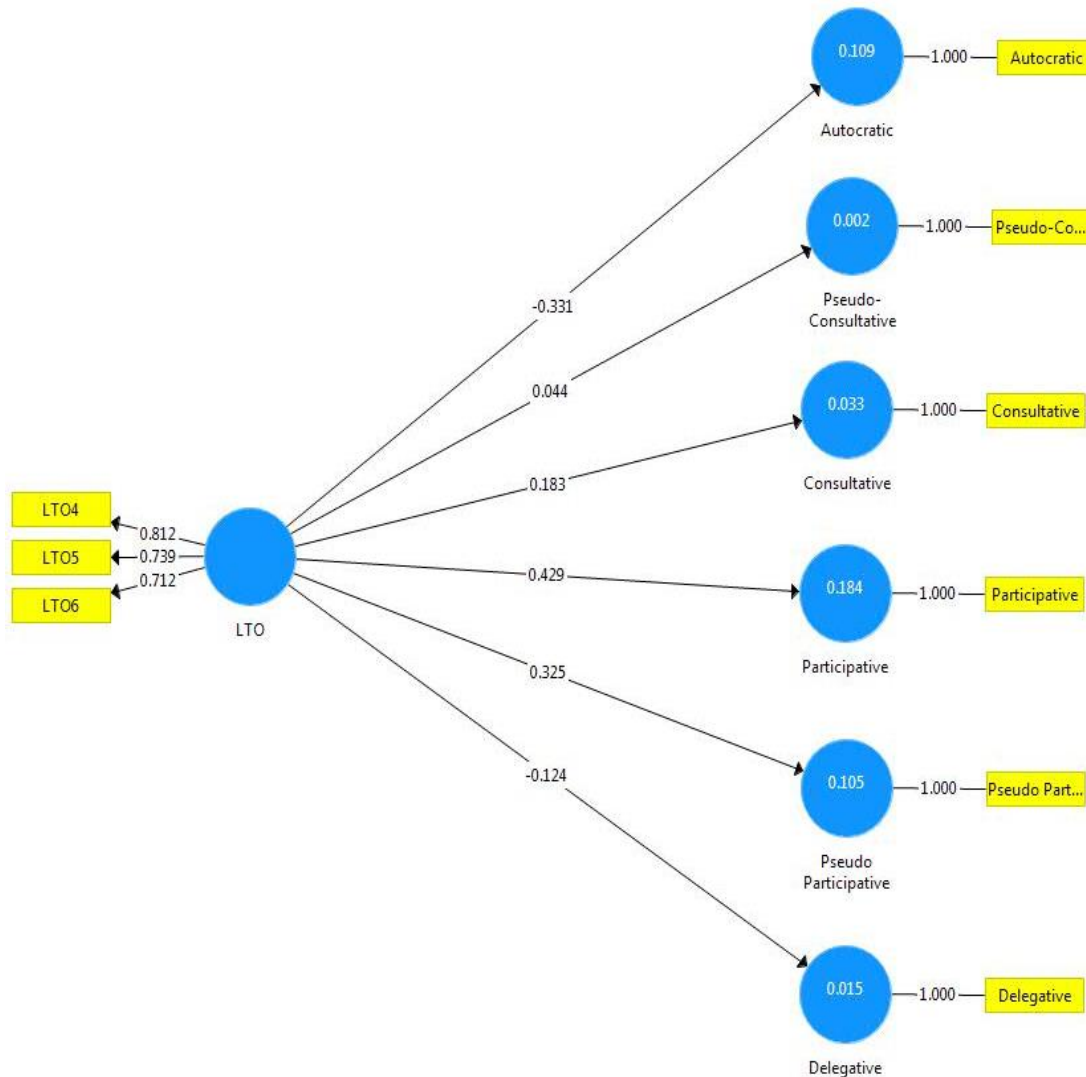 0.109
1.000
Autocratic
Autocratic
-0.331
0.002
1.000
Pseudo-Co...
Pseudo-
Consultative
0.044
0.033
1.000
Consultative
Consultative
0.183
LTO4
0.812
LTO5
0.739
LTO6
0.712
LTO
0.429
0.184
1.000
Participative
Participative
0.325
0.105
1.000
Pseudo Part...
Pseudo
Participative
-0.124
0.015
1.000
Delegative
Delegative